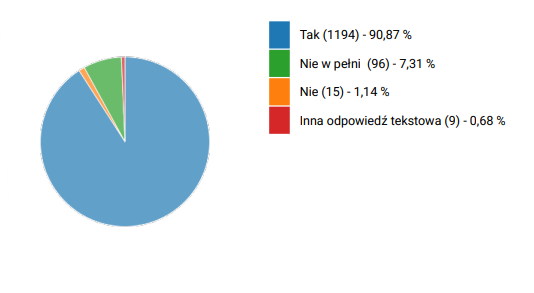 Tak (1194) - 90,87 %
Nie w pełni (96) - 7,31 %
Nie (15) - 1,14 %
Inna odpowiedź tekstowa (9) - 0,68 %